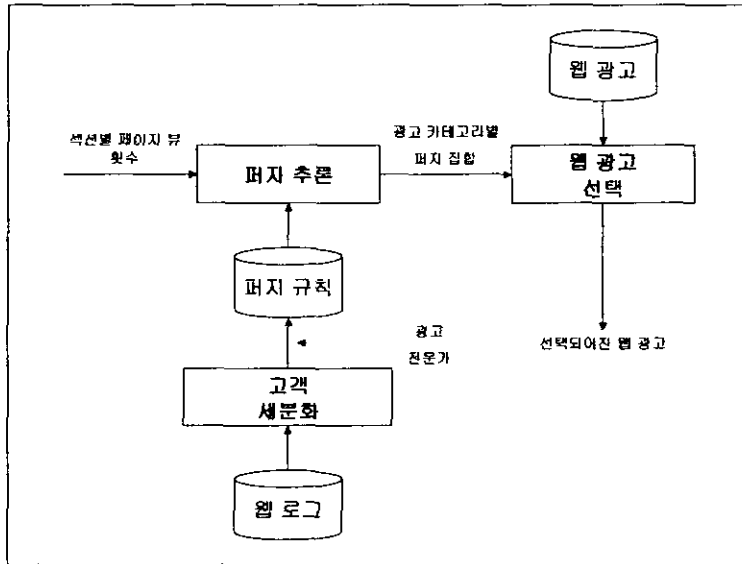 웹 광고
섹션별 페이지 뷰
횟수
광고 카테고리별
퍼지 집합
퍼지 추론
웹 광고
선택
퍼지 규칙
광고
전문가
선택되어진 웹 광고
고객
세분화
웹 로그